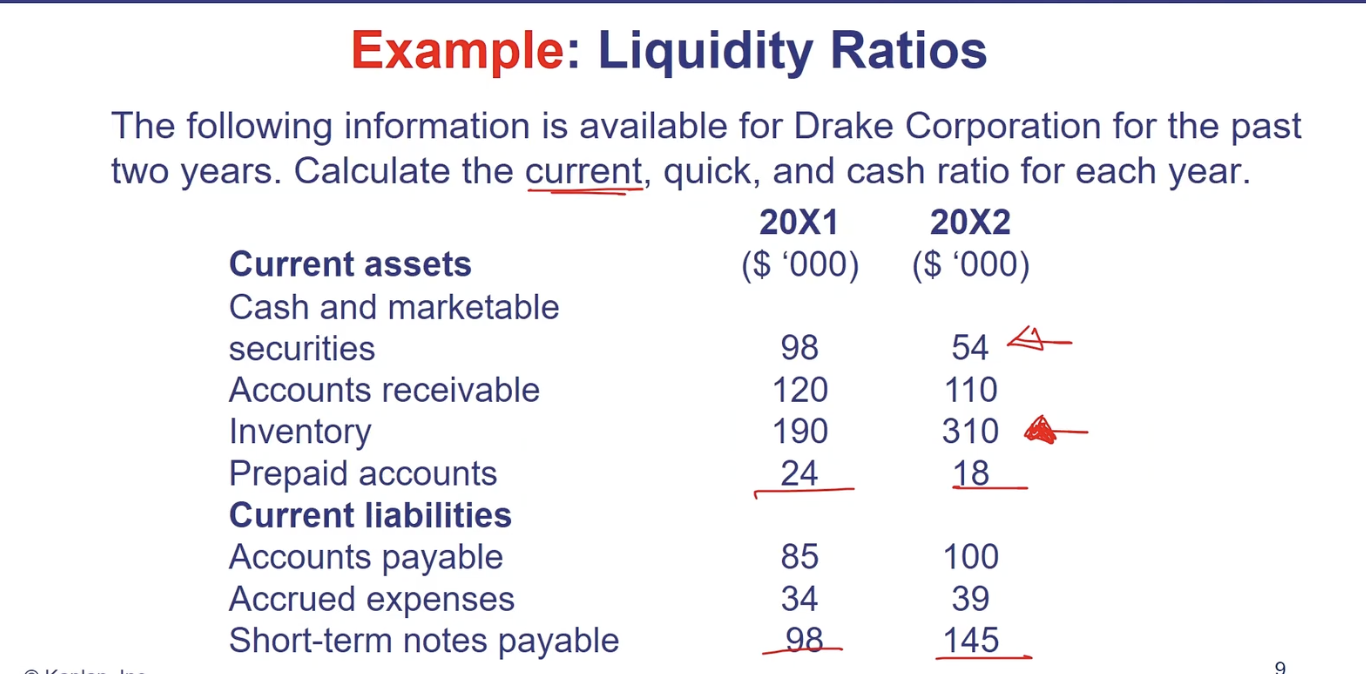 Example: Liquidity Ratios
The following information is available for Drake Corporation for the past
two years. Calculate the current, quick, and cash ratio for each year.
20X1 20X2
Current assets ($ ‘000) ($ ‘000)
Cash and marketable
securities 98 54
Accounts receivable 120 110
Inventory 190 310
Prepaid accounts 24 18
Current liabilities
Accounts payable 85 100
Accrued expenses 34 39
Short-term notes payable 98 145
© Kaplan, Inc. 9